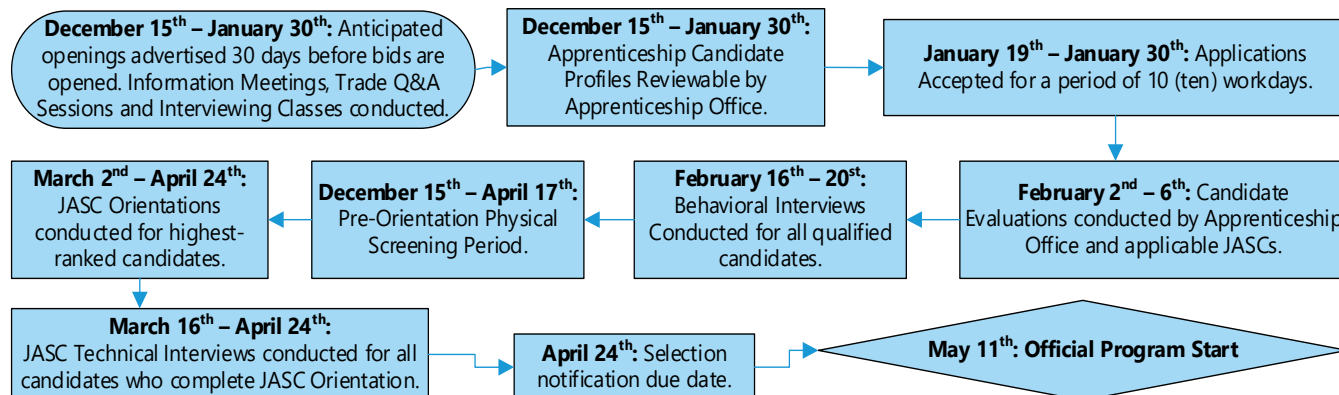 December 15th – January 30th: Anticipated
openings advertised 30 days before bids are
opened. Information Meetings, Trade Q&A
Sessions and Interviewing Classes conducted.
December 15th – January 30th:
Apprenticeship Candidate
Profiles Reviewable by
Apprenticeship Office.
January 19th – January 30th: Applications
Accepted for a period of 10 (ten) workdays.
February 2nd – 6th: Candidate
Evaluations conducted by Apprenticeship
Office and applicable JASCs.
February 16th – 20st:
Behavioral Interviews
Conducted for all qualified
candidates.
December 15th – April 17th:
Pre-Orientation Physical
Screening Period.
March 2nd – April 24th:
JASC Orientations
conducted for highest-
ranked candidates.
March 16th – April 24th:
JASC Technical Interviews conducted for all
candidates who complete JASC Orientation.
April 24th: Selection
notification due date.
May 11th: Official Program Start